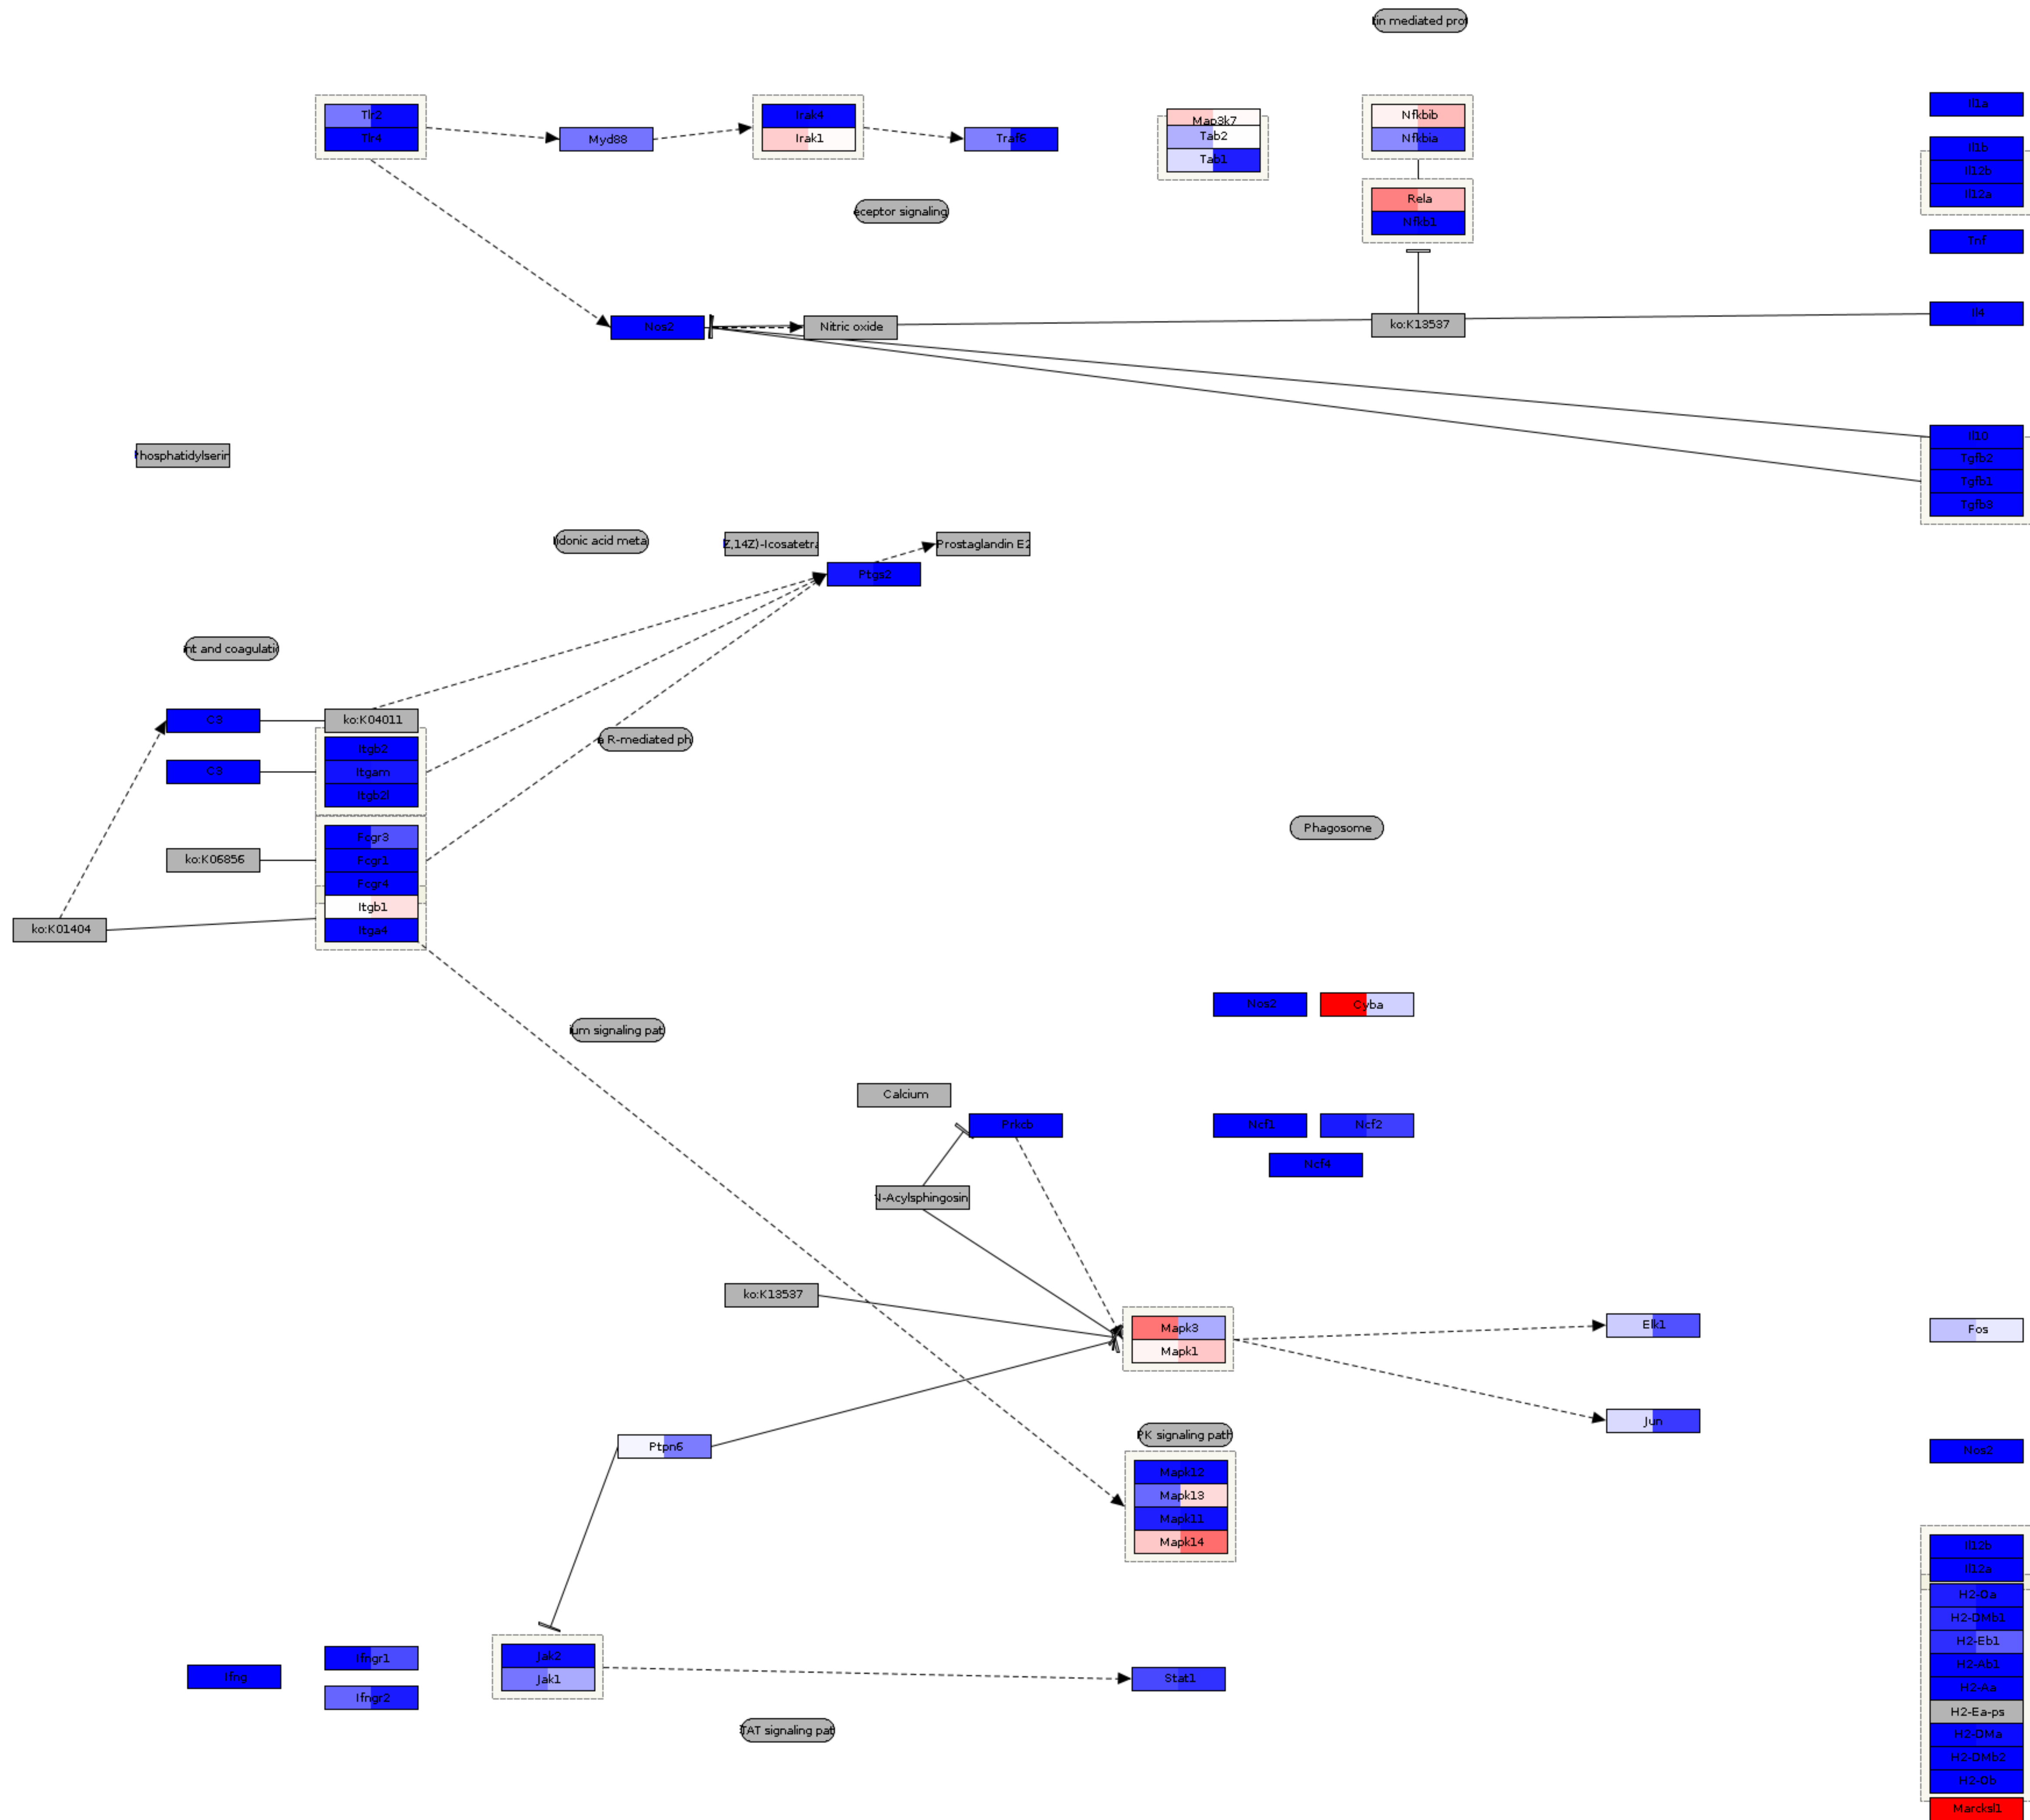 in mediated prot
Tlr2
Tlr4
Myd88
Irak4
Irak1
Traf6
Map3k7
Tab2
Tab1
Nfkbib
Nfkbia
Rela
Nfkb1
Il1a
Il1b
Il12b
Il12a
Tnf
eceptor signaling
Nos2
Nitric oxide
ko:K13537
Il4
Il10
Tgfb2
Tgfb1
Tgfb3
hosphatidylserin
idonic acid meta
Z,14Z)-Icosatetra
Prostaglandin E2
Ptgs2
nt and coagulatio
C3
ko:K04011
a R-mediated ph
Itgb2
C3
Itgam
Itgb2l
Phagosome
Fcgr3
ko:K06856
Fcgr1
Fcgr4
Itgb1
ko:K01404
Itga4
Nos2
Cyba
ium signaling pat
Calcium
Prkcb
Ncf1
Ncf2
Ncf4
N-Acylsphingosin
ko:K13537
Mapk3
Mapk1
Elk1
Fos
Jun
PK signaling path
Ptpn6
Nos2
Mapk12
Mapk13
Mapk11
Mapk14
Il12b
Il12a
H2-Oa
H2-DMb1
H2-Eb1
H2-Ab1
H2-Aa
H2-Ea-ps
H2-DMa
H2-DMb2
H2-Ob
Marcksl1
Ifng
Ifngr1
Ifngr2
Jak2
Jak1
Stat1
TAT signaling pat